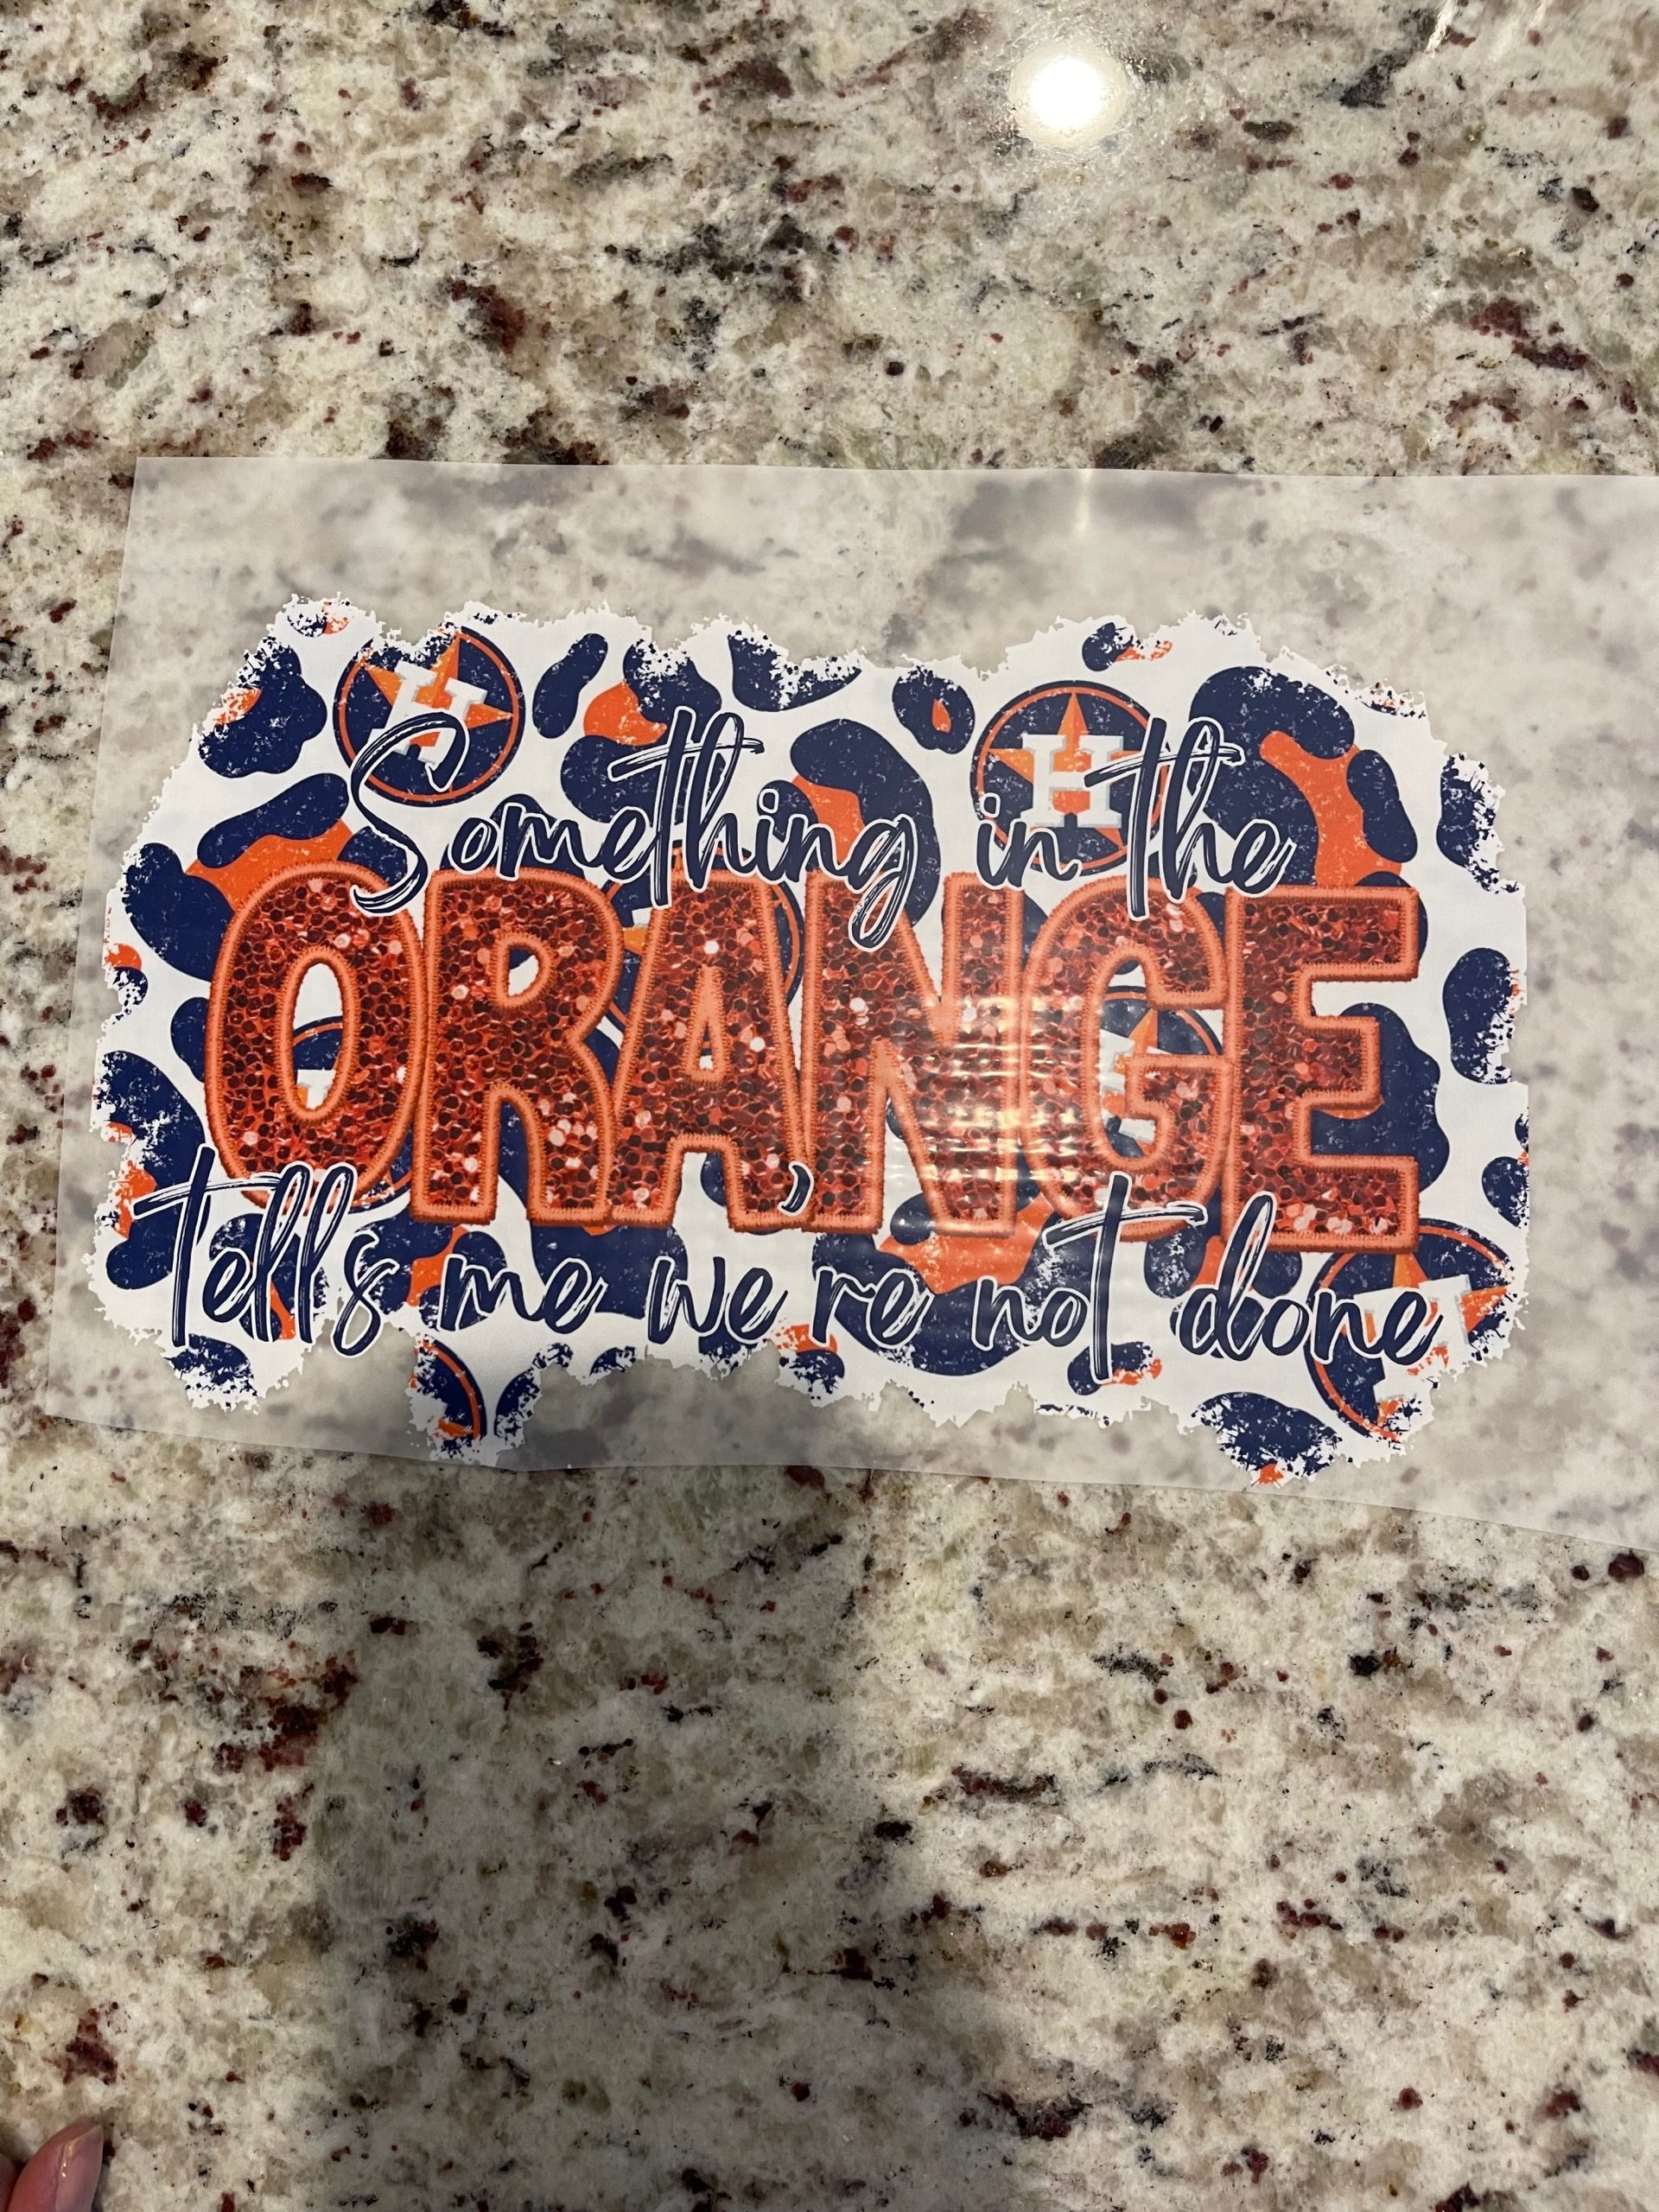 Something in the
ORANGE
tells me we're not done